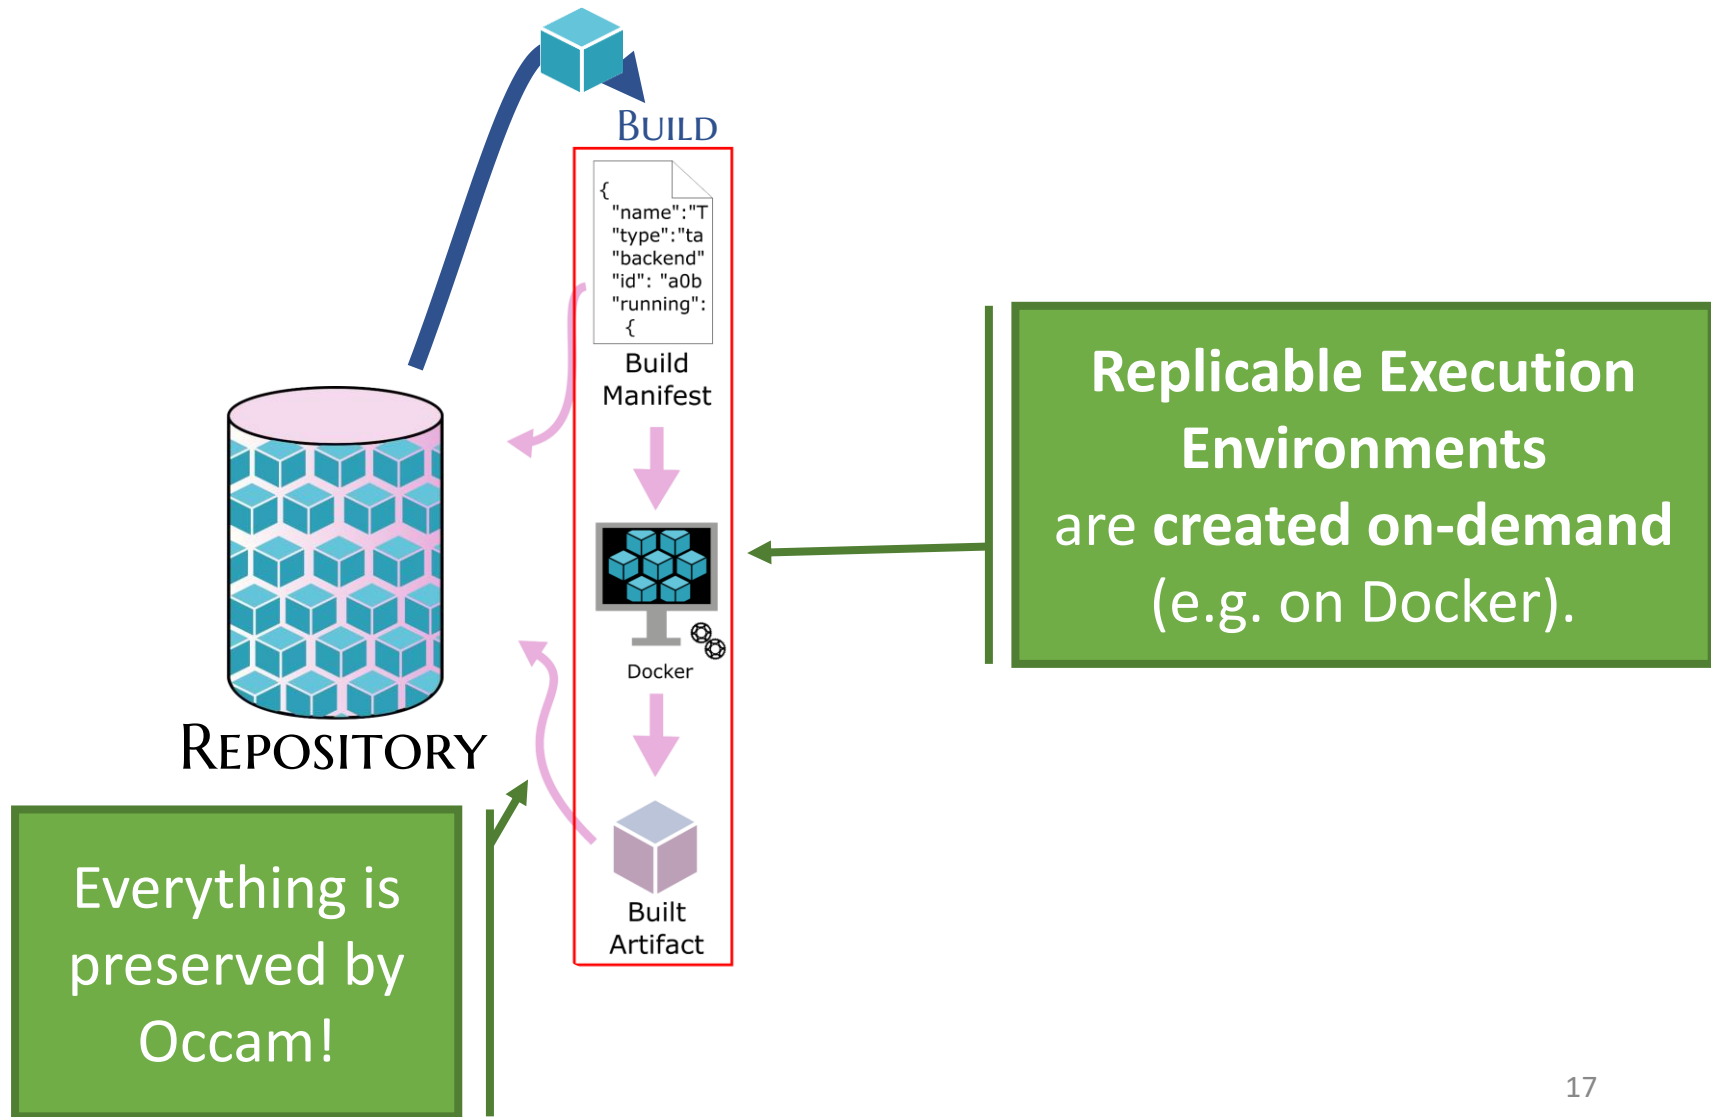 BUILD
{
"name":"T
"type":"ta
"backend"
"id": "a0b
"running":
{
Build
Manifest
Docker
Built
Artifact
REPOSITORY
Replicable Execution
Environments
are created on-demand
(e.g. on Docker).
Everything is
preserved by
Occam!
17